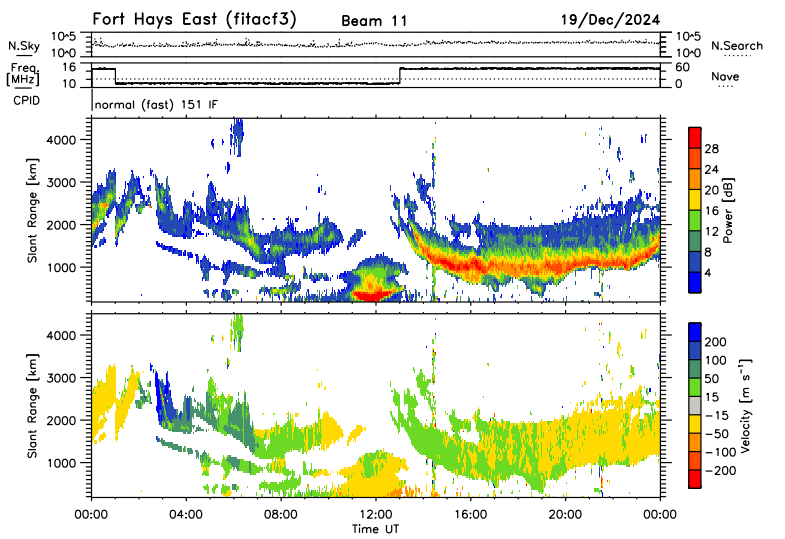 Fort Hays East (fitacf3) Beam 11 19/Dec/2024
N.Sky 10^5 10^0 10^5 10^0 N.Search
Freq. [MHz] 16 10 60 0 Nave
CPID normal (fast) 151 IF
Slant Range [km] 4000 3000 2000 1000
28 24 20 16 12 8 4 Power [dB]
Slant Range [km] 4000 3000 2000 1000
200 100 50 15 −15 −50 −100 −200 Velocity [m s⁻¹]
00:00 04:00 08:00 12:00 16:00 20:00 00:00
Time UT